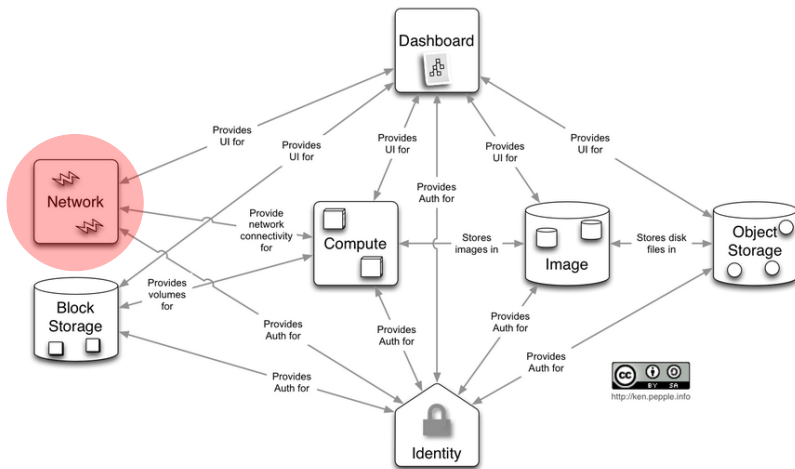 Dashboard
Provides
UI for
Provides
UI for
Provides
UI for
Provides
UI for
Provides
UI for
Network
Provides
Auth for
Provide
network
connectivity
for
Compute
Stores
images in
Image
Stores disk
files in
Object
Storage
Provides
volumes
for
Block
Storage
Provides
Auth for
Provides
Auth for
Provides
Auth for
Provides
Auth for
Provides
Auth for
cc
BY SA
http://ken.pepple.info
Identity